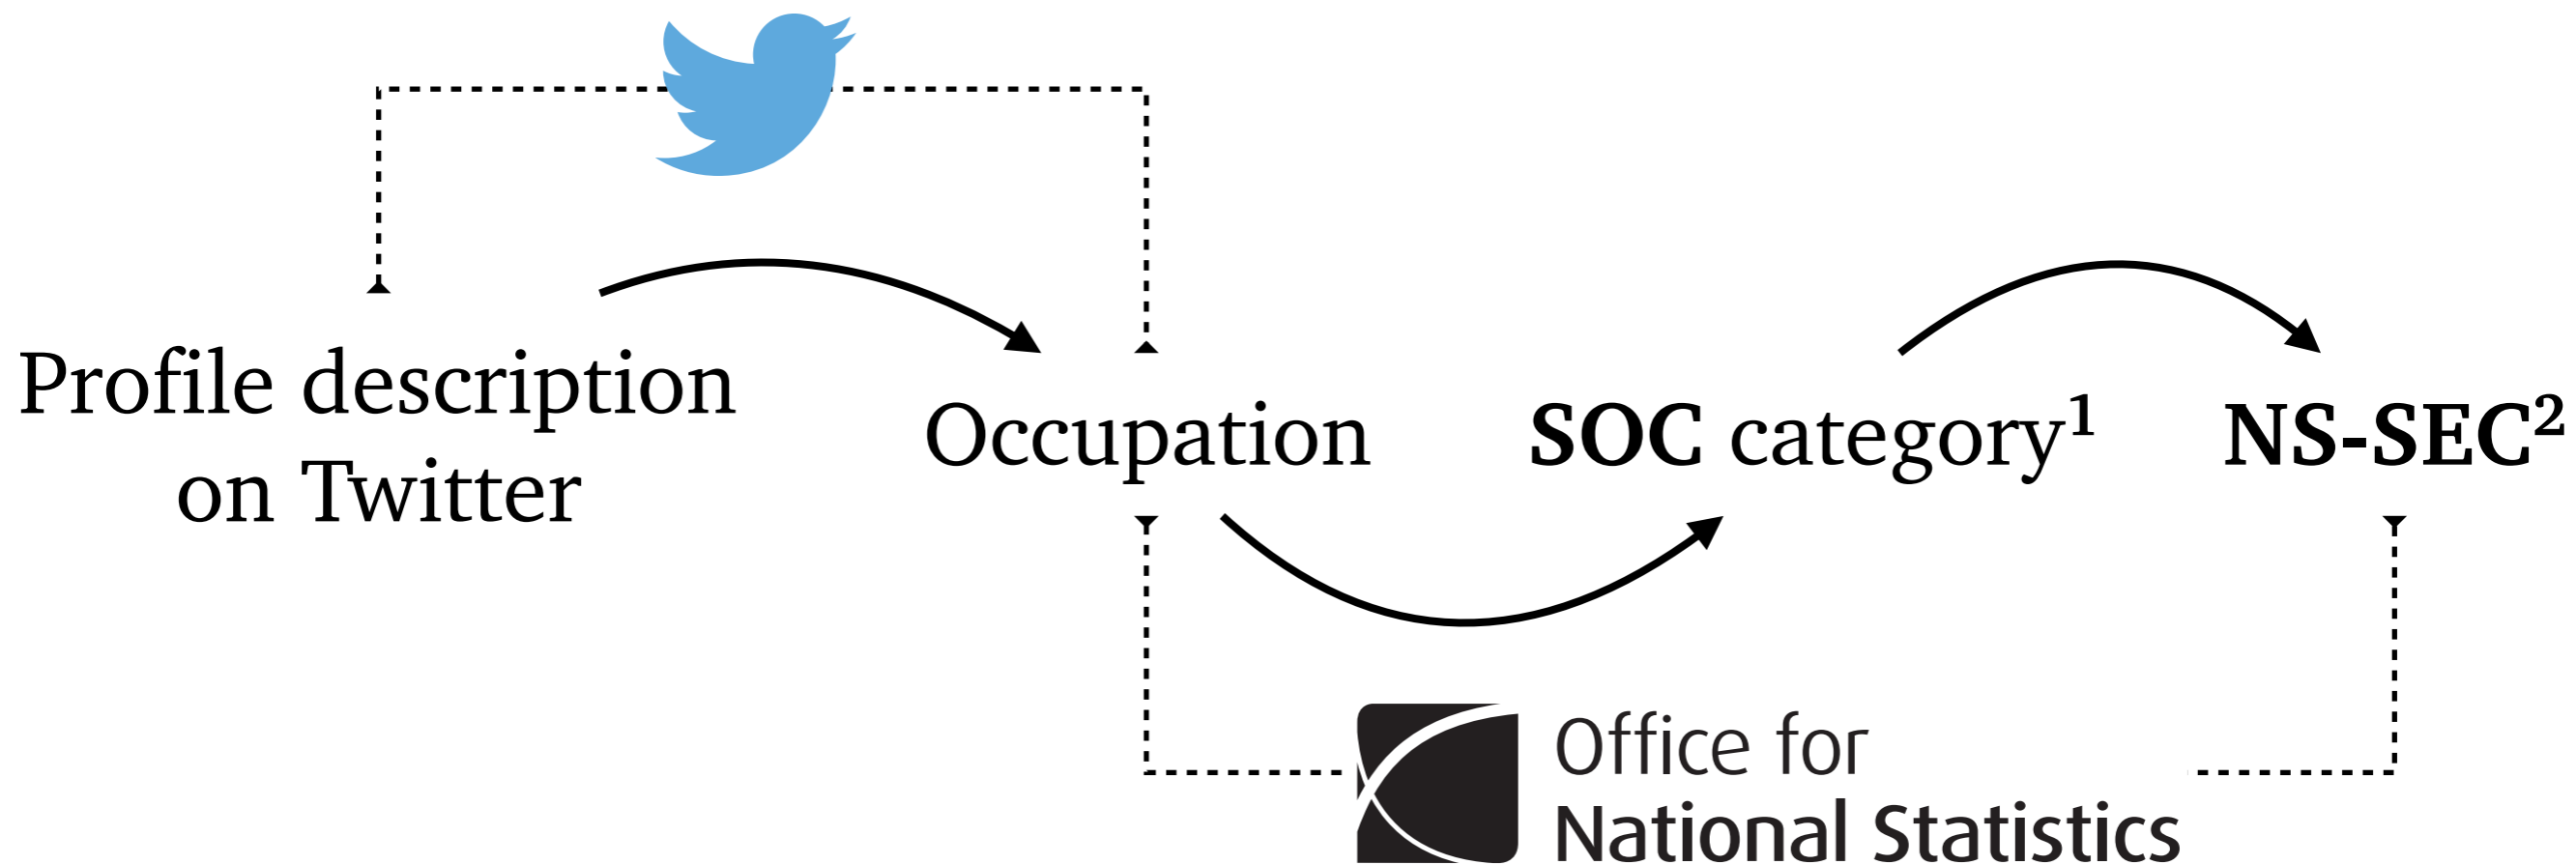 Profile description
on Twitter
Occupation
SOC category¹
NS-SEC²
Office for
National Statistics